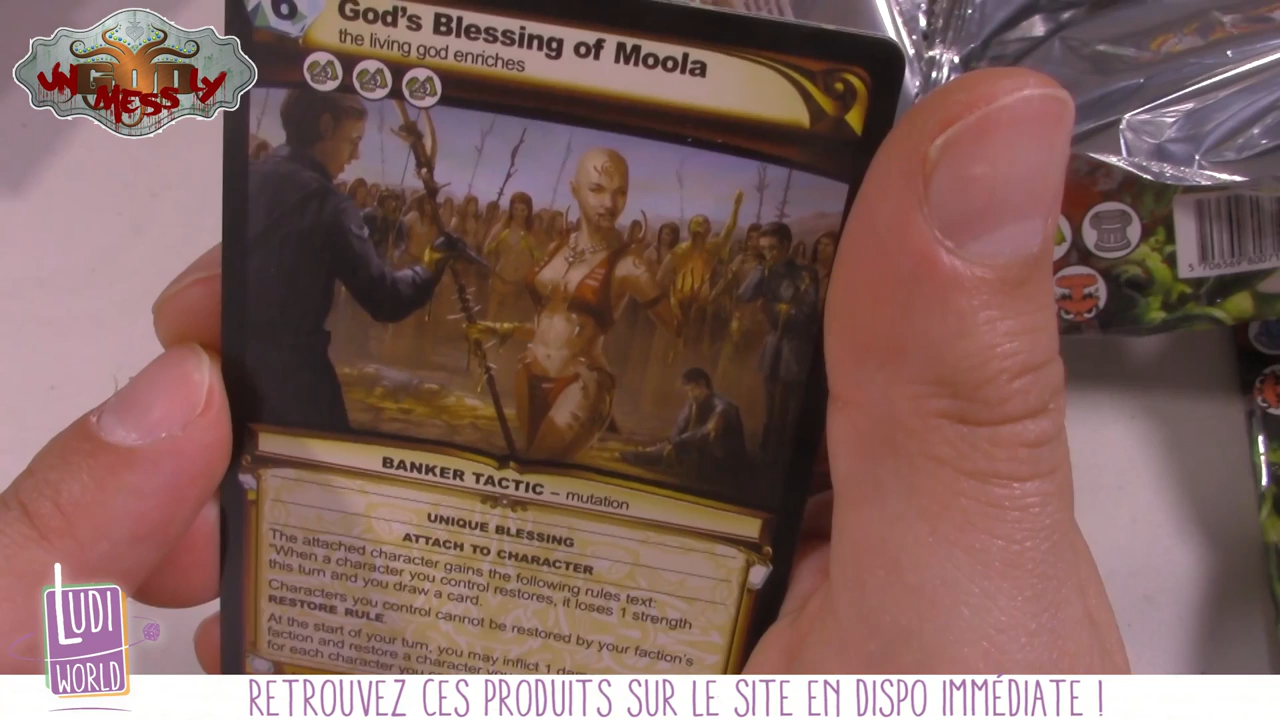 UNGODLY
MESS
6
God's Blessing of Moola
the living god enriches
BANKER TACTIC – mutation
UNIQUE BLESSING
ATTACH TO CHARACTER
The attached character gains the following rules text:
"When a character you control restores, it loses 1 strength
this turn and you draw a card.
Characters you control cannot be restored by your faction's
RESTORE RULE.
At the start of your turn, you may inflict 1
faction and restore a character
for each character you
LUDI
WORLD
RETROUVEZ CES PRODUITS SUR LE SITE EN DISPO IMMÉDIATE !